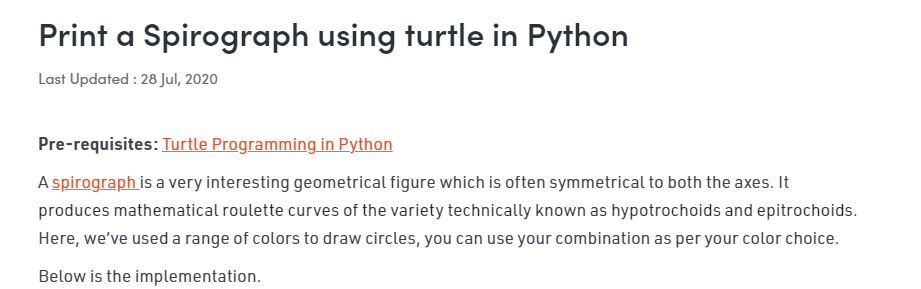 Print a Spirograph using turtle in Python
Last Updated : 28 Jul, 2020
Pre-requisites: Turtle Programming in Python
A spirograph is a very interesting geometrical figure which is often symmetrical to both the axes. It
produces mathematical roulette curves of the variety technically known as hypotrochoids and epitrochoids.
Here, we’ve used a range of colors to draw circles, you can use your combination as per your color choice.
Below is the implementation.